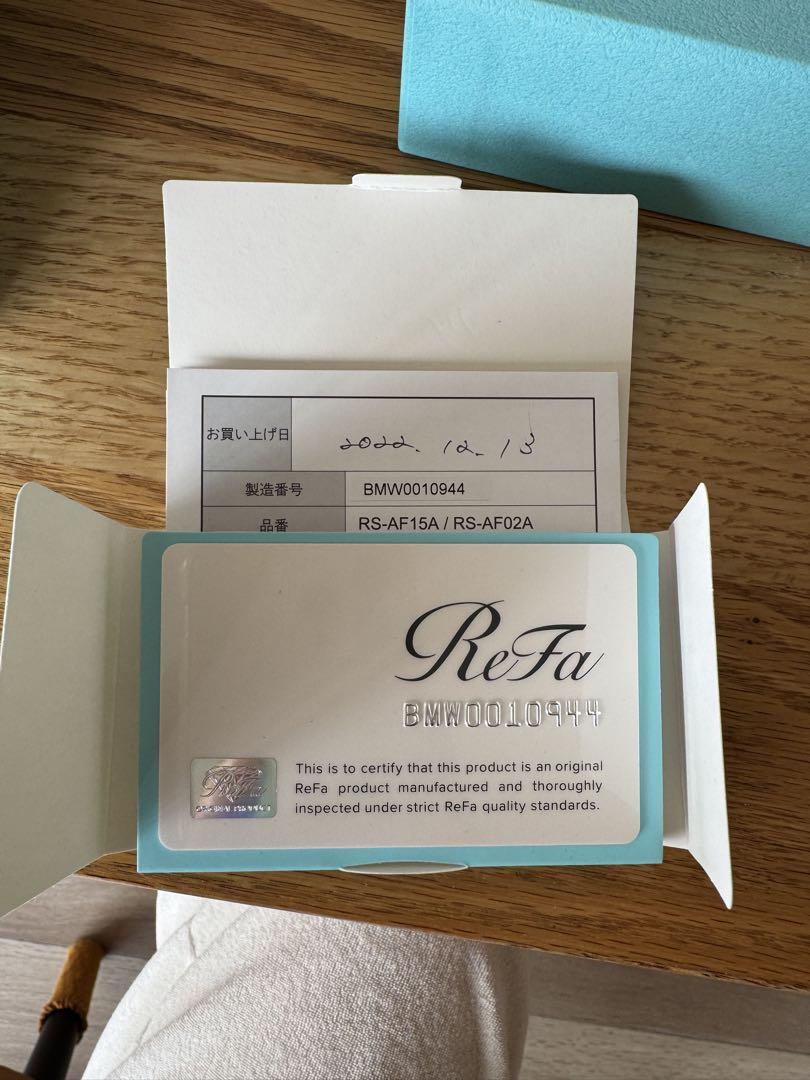 お買い上げ日 2022. 12. 13
製造番号 BMW0010944
品番 RS-AF15A / RS-AF02A
ReFa
BMW0010944
This is to certify that this product is an original
ReFa product manufactured and thoroughly
inspected under strict ReFa quality standards.
ReFa